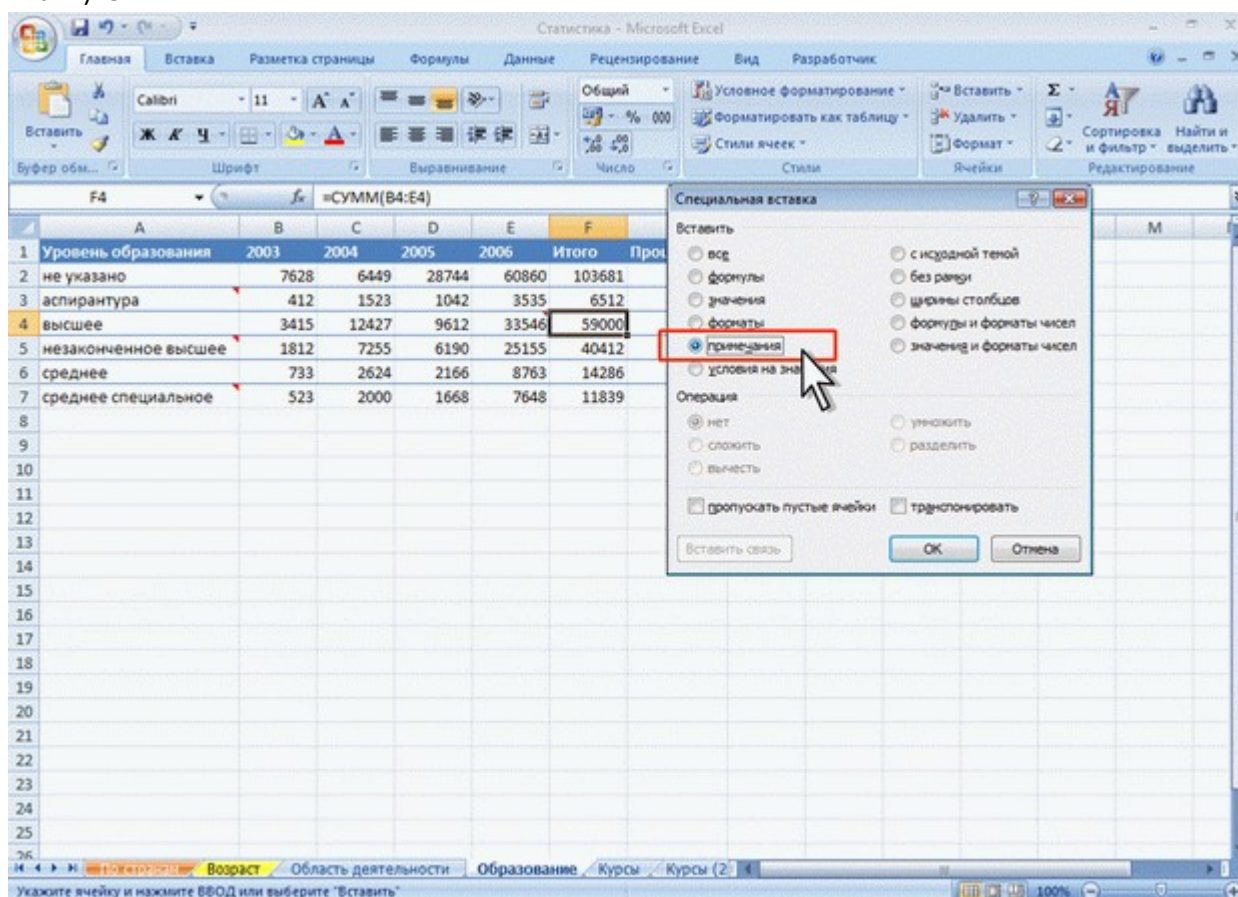 Статистика - Microsoft Excel
Главная Вставка Разметка страницы Формулы Данные Рецензирование Вид Разработчик
Вставить
Calibri 11
Ж К Ч
Общий
% 000
Условное форматирование
Форматировать как таблицу
Стили ячеек
Вставить
Удалить
Формат
Сортировка и фильтр
Найти и выделить
Буфер обм... Шрифт Выравнивание Число Стили Ячейки Редактирование
F4 fx =СУММ(B4:E4)
A B C D E F M
1 Уровень образования 2003 2004 2005 2006 Итого
2 не указано 7628 6449 28744 60860 103681
3 аспирантура 412 1523 1042 3535 6512
4 высшее 3415 12427 9612 33546 59000
5 незаконченное высшее 1812 7255 6190 25155 40412
6 среднее 733 2624 2166 8763 14286
7 среднее специальное 523 2000 1668 7648 11839
8
9
10
11
12
13
14
15
16
17
18
19
20
21
22
23
24
25
26
Специальная вставка
Вставить
все с исходной темой
формулы без рамки
значения ширины столбцов
форматы формулы и форматы чисел
примечания значения и форматы чисел
условия на
Операция
нет умножить
сложить разделить
вычесть
пропускать пустые ячейки транспонировать
Вставить связь ОК Отмена
По странам Возраст Область деятельности Образование Курсы Курсы (2
Укажите ячейку и нажмите ВВОД или выберите "Вставить"
100%